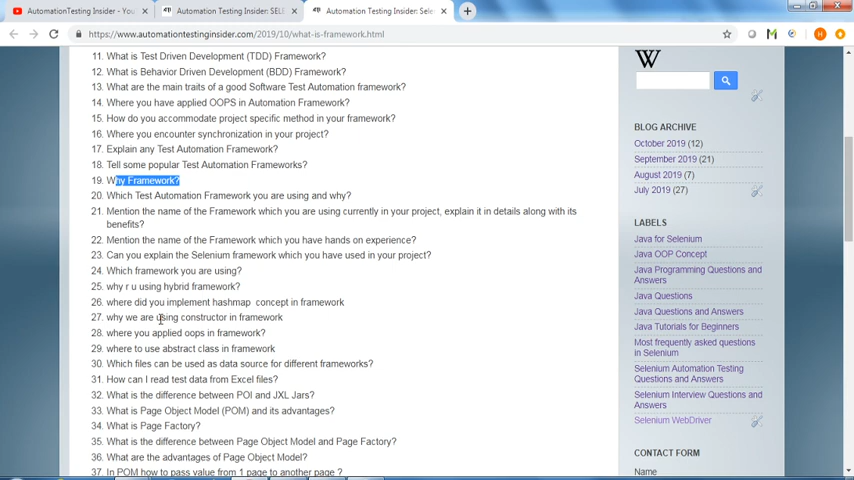 AutomationTesting Insider - You
Automation Testing Insider: SELE
Automation Testing Insider: Sele
https://www.automationtestinginsider.com/2019/10/what-is-framework.html
11. What is Test Driven Development (TDD) Framework?
12. What is Behavior Driven Development (BDD) Framework?
13. What are the main traits of a good Software Test Automation framework?
14. Where you have applied OOPS in Automation Framework?
15. How do you accommodate project specific method in your framework?
16. Where you encounter synchronization in your project?
17. Explain any Test Automation Framework?
18. Tell some popular Test Automation Frameworks?
19. Why Framework?
20. Which Test Automation Framework you are using and why?
21. Mention the name of the Framework which you are using currently in your project, explain it in details along with its
benefits?
22. Mention the name of the Framework which you have hands on experience?
23. Can you explain the Selenium framework which you have used in your project?
24. Which framework you are using?
25. why r u using hybrid framework?
26. where did you implement hashmap concept in framework
27. why we are using constructor in framework
28. where you applied oops in framework?
29. where to use abstract class in framework
30. Which files can be used as data source for different frameworks?
31. How can I read test data from Excel files?
32. What is the difference between POI and JXL Jars?
33. What is Page Object Model (POM) and its advantages?
34. What is Page Factory?
35. What is the difference between Page Object Model and Page Factory?
36. What are the advantages of Page Object Model?
37. In POM how to pass value from 1 page to another page ?
W
BLOG ARCHIVE
October 2019 (12)
September 2019 (21)
August 2019 (7)
July 2019 (27)
LABELS
Java for Selenium
Java OOP Concept
Java Programming Questions and
Answers
Java Questions
Java Questions and Answers
Java Tutorials for Beginners
Most frequently asked questions
in Selenium
Selenium Automation Testing
Questions and Answers
Selenium Interview Questions and
Answers
Selenium WebDriver
CONTACT FORM
Name